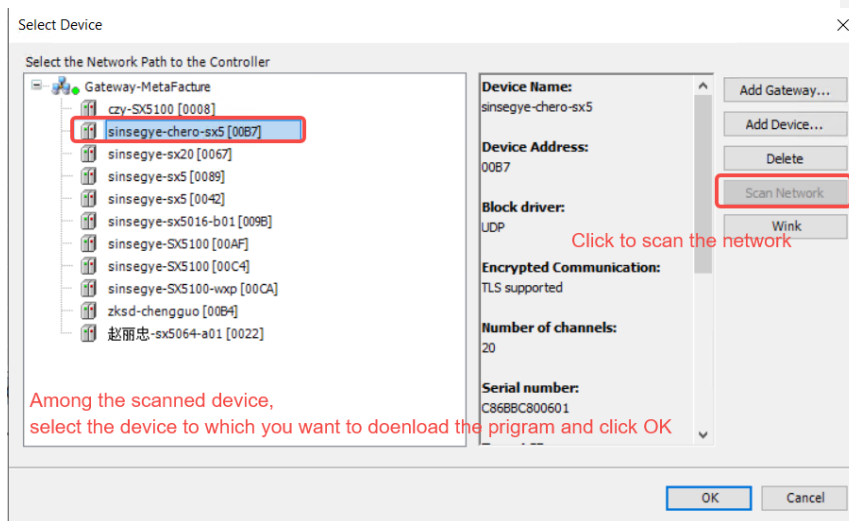 Select Device
Select the Network Path to the Controller
Gateway-MetaFacture
czy-SX5100 [0008]
sinsegye-chero-sx5 [00B7]
sinsegye-sx20 [0067]
sinsegye-sx5 [0089]
sinsegye-sx5 [0042]
sinsegye-sx5016-b01 [009B]
sinsegye-SX5100 [00AF]
sinsegye-SX5100 [00C4]
sinsegye-SX5100-wxp [00CA]
zksd-chengguo [00B4]
赵丽忠-sx5064-a01 [0022]
Among the scanned device,
select the device to which you want to doenload the prigram and click OK
Device Name:
sinsegye-chero-sx5
Device Address:
00B7
Block driver:
UDP
Encrypted Communication:
TLS supported
Number of channels:
20
Serial number:
C86BBC800601
Add Gateway...
Add Device...
Delete
Scan Network
Wink
Click to scan the network
OK
Cancel